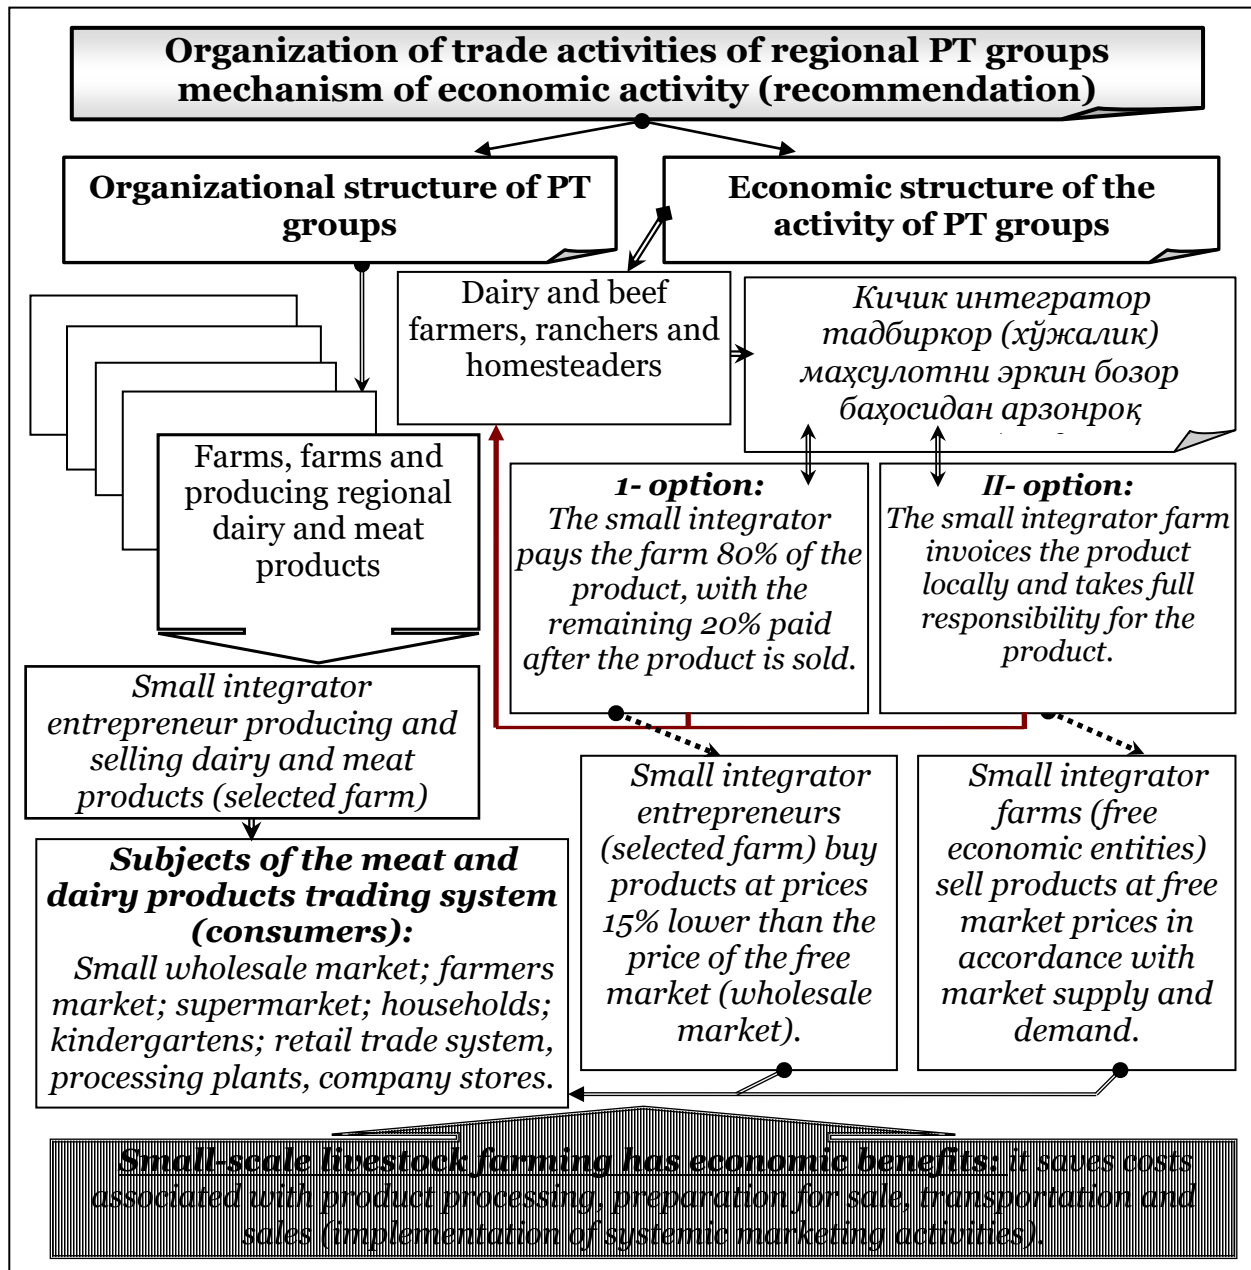 Organization of trade activities of regional PT groups
mechanism of economic activity (recommendation)
Organizational structure of PT
groups
Economic structure of the
activity of PT groups
Dairy and beef
farmers, ranchers and
homesteaders
Кичик интегратор
тадбиркор (хўжалик)
маҳсулотни эркин бозор
баҳосидан арзонроқ
Farms, farms and
producing regional
dairy and meat
products
1- option:
The small integrator
pays the farm 80% of the
product, with the
remaining 20% paid
after the product is sold.
II- option:
The small integrator farm
invoices the product
locally and takes full
responsibility for the
product.
Small integrator
entrepreneur producing and
selling dairy and meat
products (selected farm)
Small integrator
entrepreneurs
(selected farm) buy
products at prices
15% lower than the
price of the free
market (wholesale
market).
Small integrator
farms (free
economic entities)
sell products at free
market prices in
accordance with
market supply and
demand.
Subjects of the meat and
dairy products trading system
(consumers):
Small wholesale market; farmers
market; supermarket; households;
kindergartens; retail trade system,
processing plants, company stores.
Small-scale livestock farming has economic benefits: it saves costs
associated with product processing, preparation for sale, transportation and
sales (implementation of systemic marketing activities).